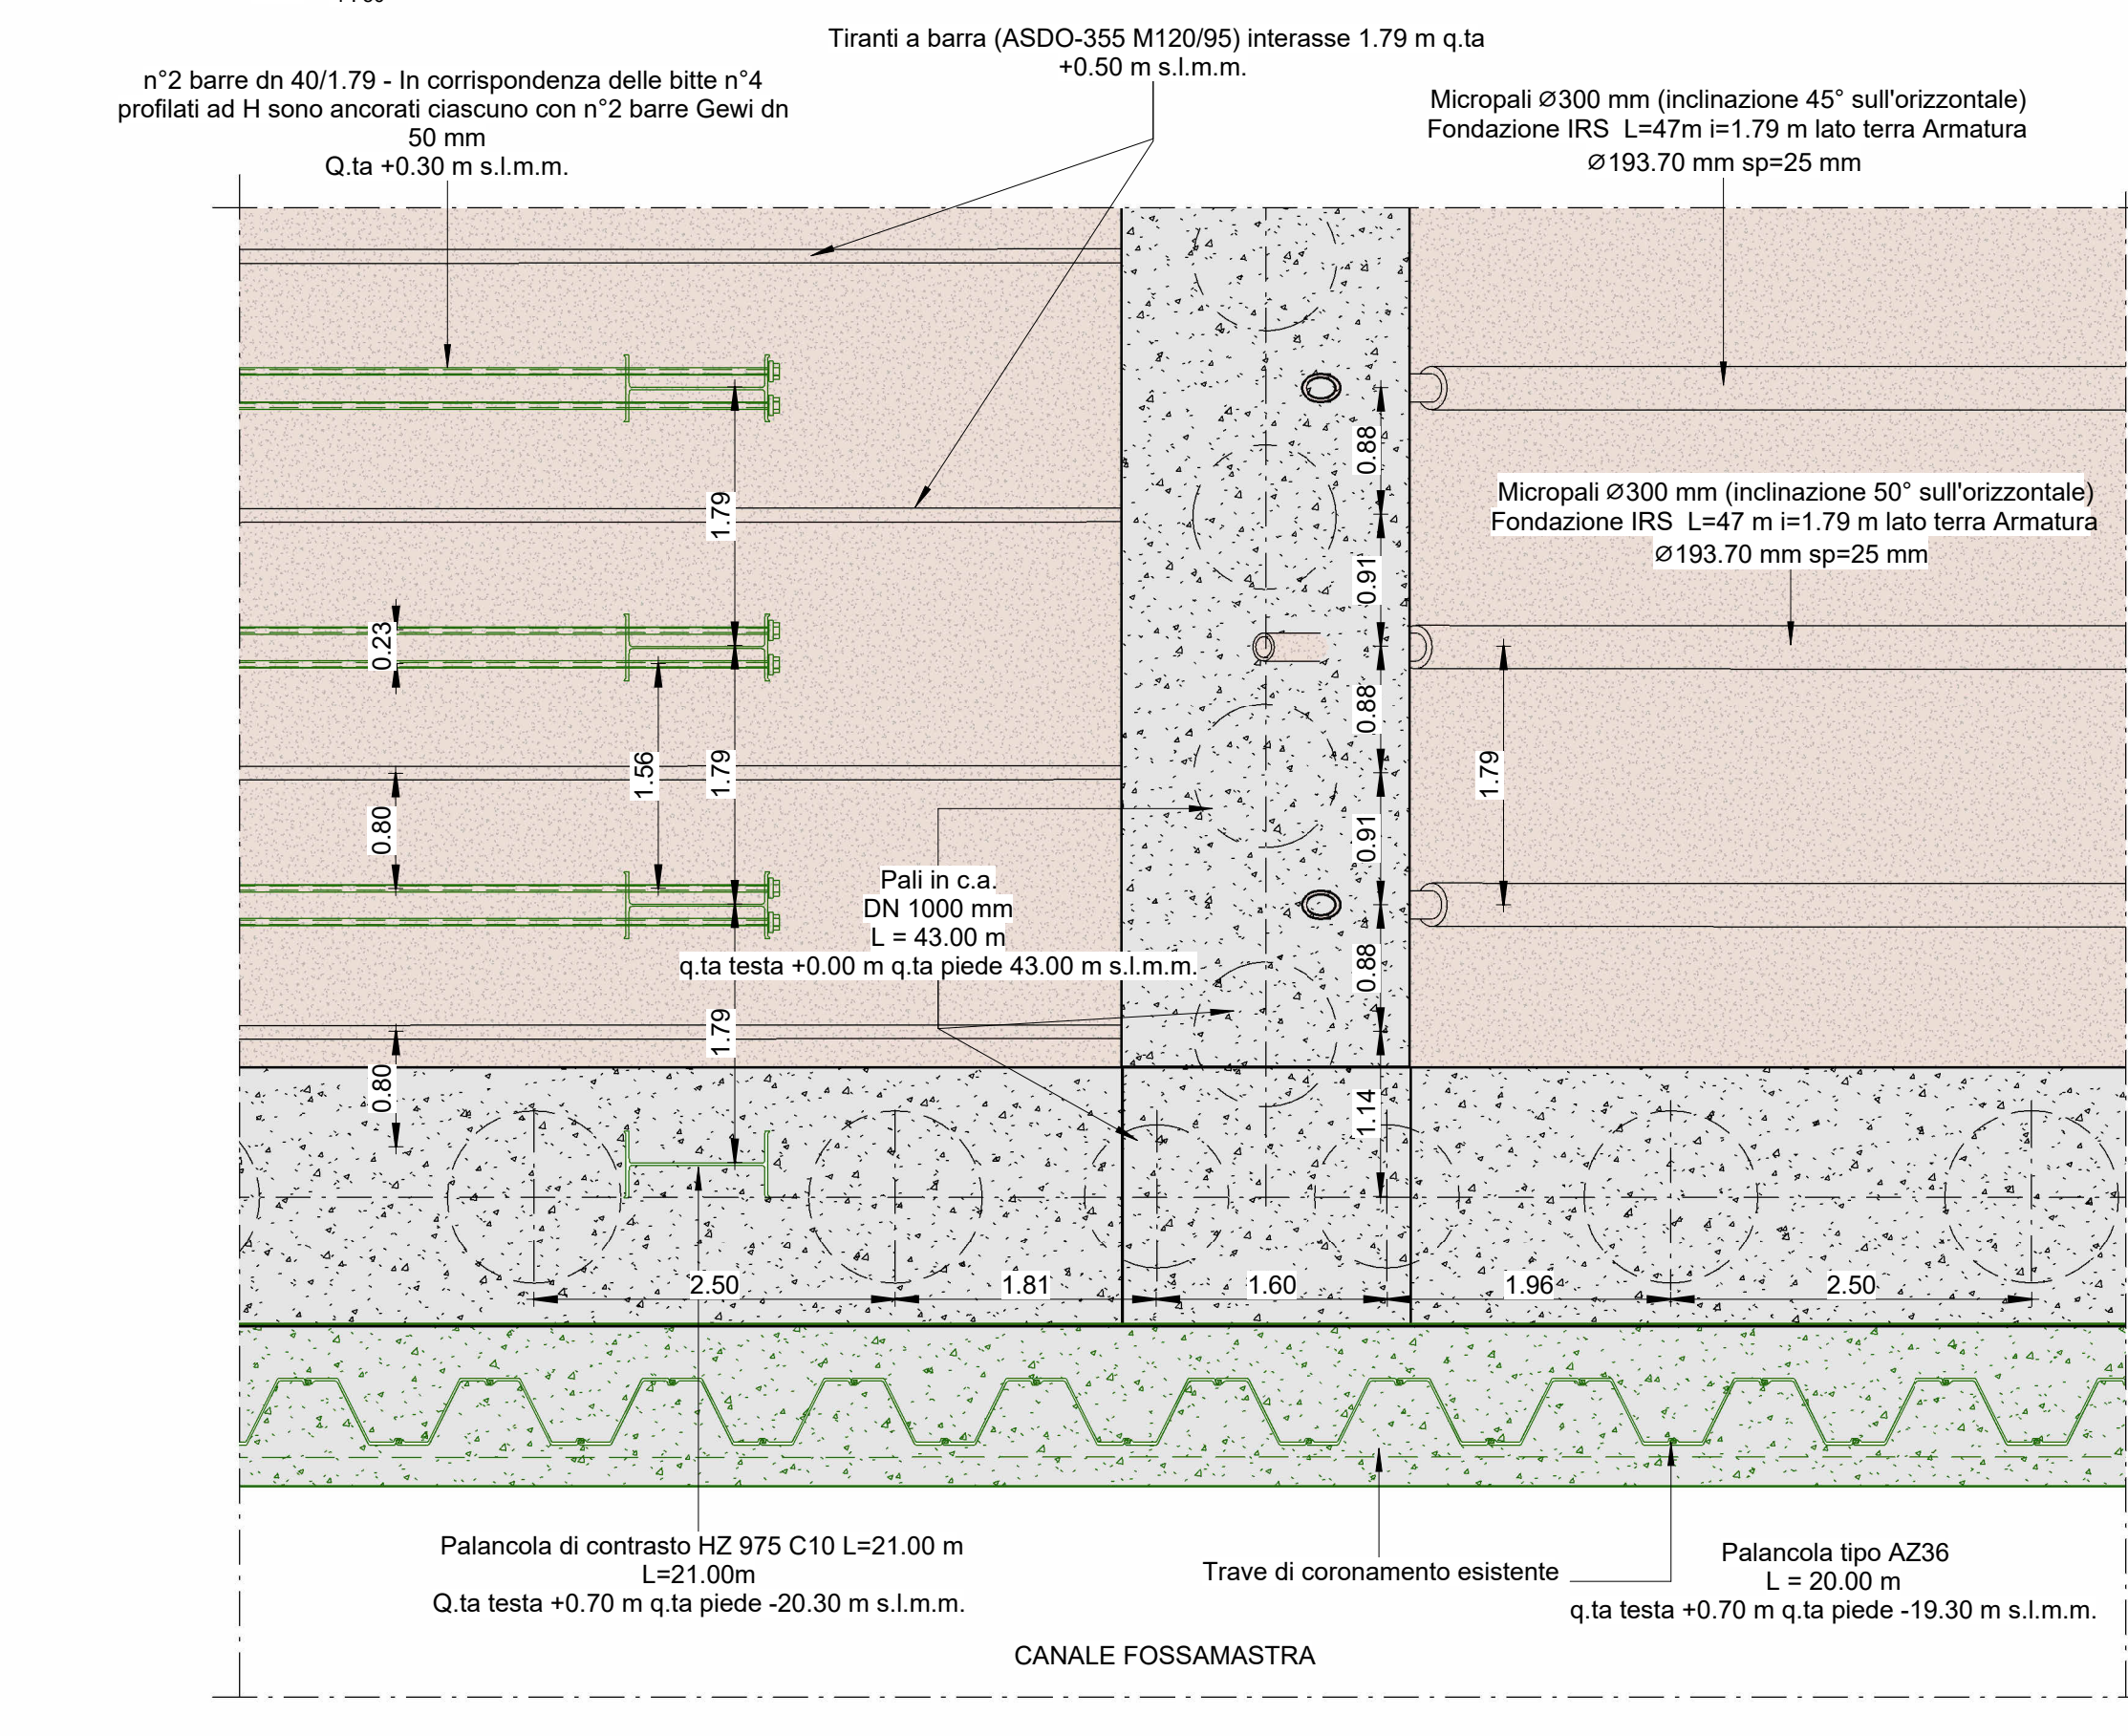 Tiranti a barra (ASDO-355 M120/95) interasse 1.79 m q.ta
+0.50 m s.l.m.m.
n°2 barre dn 40/1.79 - In corrispondenza delle bitte n°4
profilati ad H sono ancorati ciascuno con n°2 barre Gewi dn
50 mm
Q.ta +0.30 m s.l.m.m.
Micropali Ø300 mm (inclinazione 45° sull'orizzontale)
Fondazione IRS L=47m i=1.79 m lato terra Armatura
Ø193.70 mm sp=25 mm
Micropali Ø300 mm (inclinazione 50° sull'orizzontale)
Fondazione IRS L=47 m i=1.79 m lato terra Armatura
Ø193.70 mm sp=25 mm
0.88
1.79
0.91
0.23
0.88
1.56
1.79
1.79
0.80
0.91
Pali in c.a.
DN 1000 mm
L = 43.00 m
q.ta testa +0.00 m q.ta piede 43.00 m s.l.m.m.
0.88
1.79
0.80
1.14
2.50
1.81
1.60
1.96
2.50
Palancola di contrasto HZ 975 C10 L=21.00 m
L=21.00m
Q.ta testa +0.70 m q.ta piede -20.30 m s.l.m.m.
Trave di coronamento esistente
Palancola tipo AZ36
L = 20.00 m
q.ta testa +0.70 m q.ta piede -19.30 m s.l.m.m.
CANALE FOSSAMASTRA